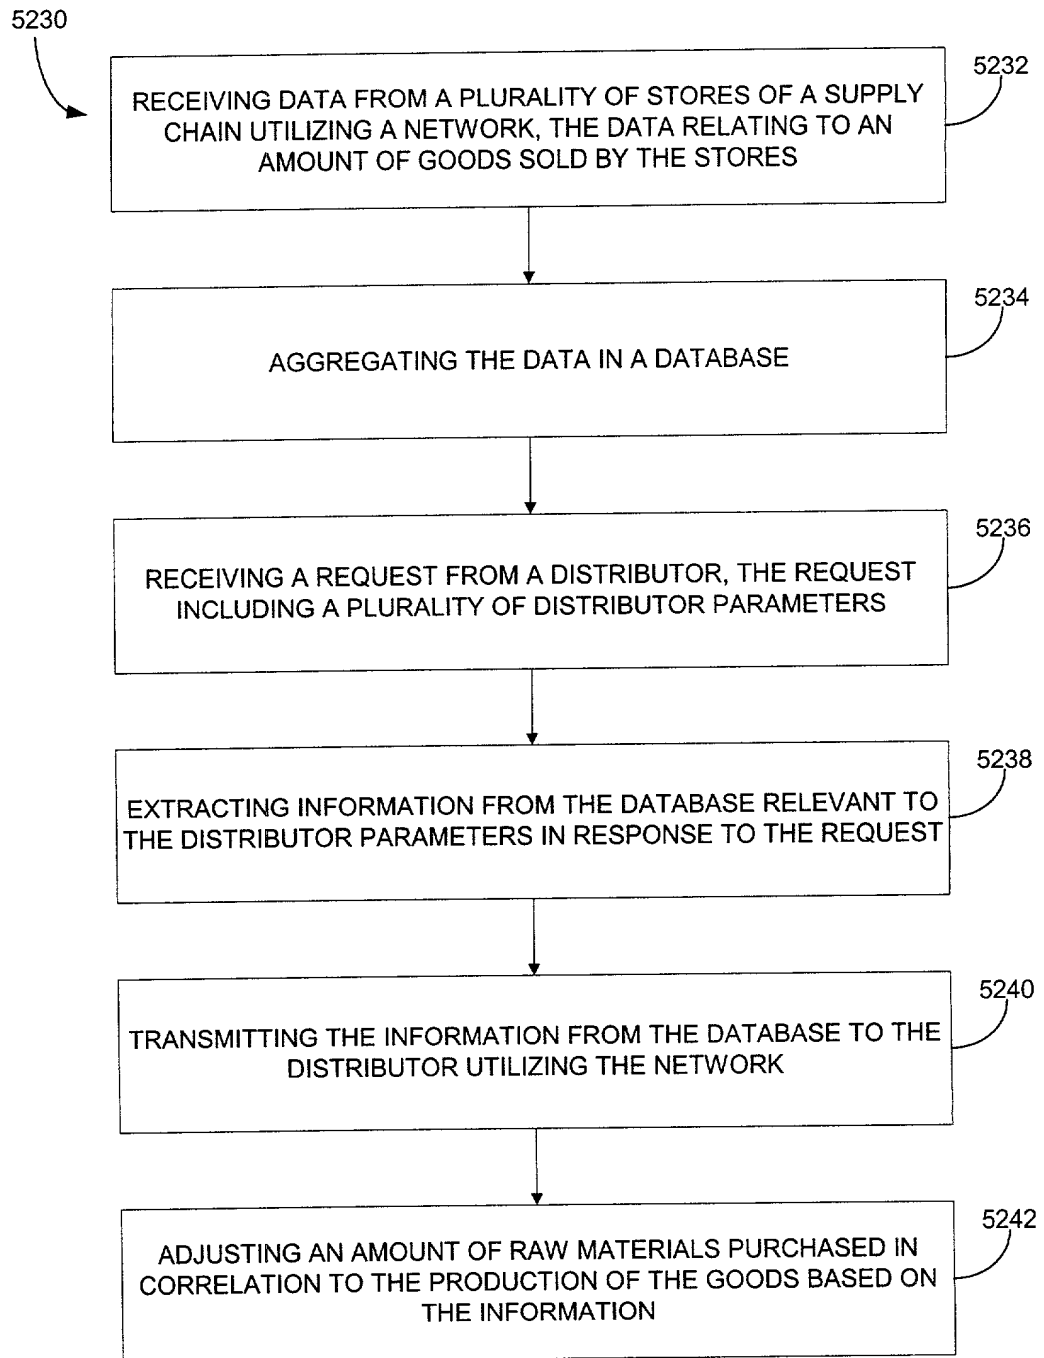 5230
5232
RECEIVING DATA FROM A PLURALITY OF STORES OF A SUPPLY
CHAIN UTILIZING A NETWORK, THE DATA RELATING TO AN
AMOUNT OF GOODS SOLD BY THE STORES
5234
AGGREGATING THE DATA IN A DATABASE
5236
RECEIVING A REQUEST FROM A DISTRIBUTOR, THE REQUEST
INCLUDING A PLURALITY OF DISTRIBUTOR PARAMETERS
5238
EXTRACTING INFORMATION FROM THE DATABASE RELEVANT TO
THE DISTRIBUTOR PARAMETERS IN RESPONSE TO THE REQUEST
5240
TRANSMITTING THE INFORMATION FROM THE DATABASE TO THE
DISTRIBUTOR UTILIZING THE NETWORK
5242
ADJUSTING AN AMOUNT OF RAW MATERIALS PURCHASED IN
CORRELATION TO THE PRODUCTION OF THE GOODS BASED ON
THE INFORMATION